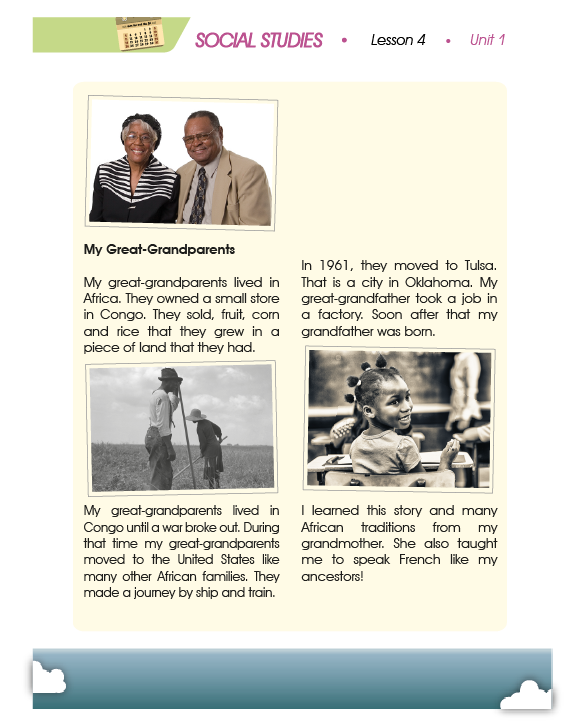 SOCIAL STUDIES • Lesson 4 • Unit 1
My Great-Grandparents
My great-grandparents lived in
Africa. They owned a small store
in Congo. They sold, fruit, corn
and rice that they grew in a
piece of land that they had.
My great-grandparents lived in
Congo until a war broke out. During
that time my great-grandparents
moved to the United States like
many other African families. They
made a journey by ship and train.
In 1961, they moved to Tulsa.
That is a city in Oklahoma. My
great-grandfather took a job in
a factory. Soon after that my
grandfather was born.
I learned this story and many
African traditions from my
grandmother. She also taught
me to speak French like my
ancestors!